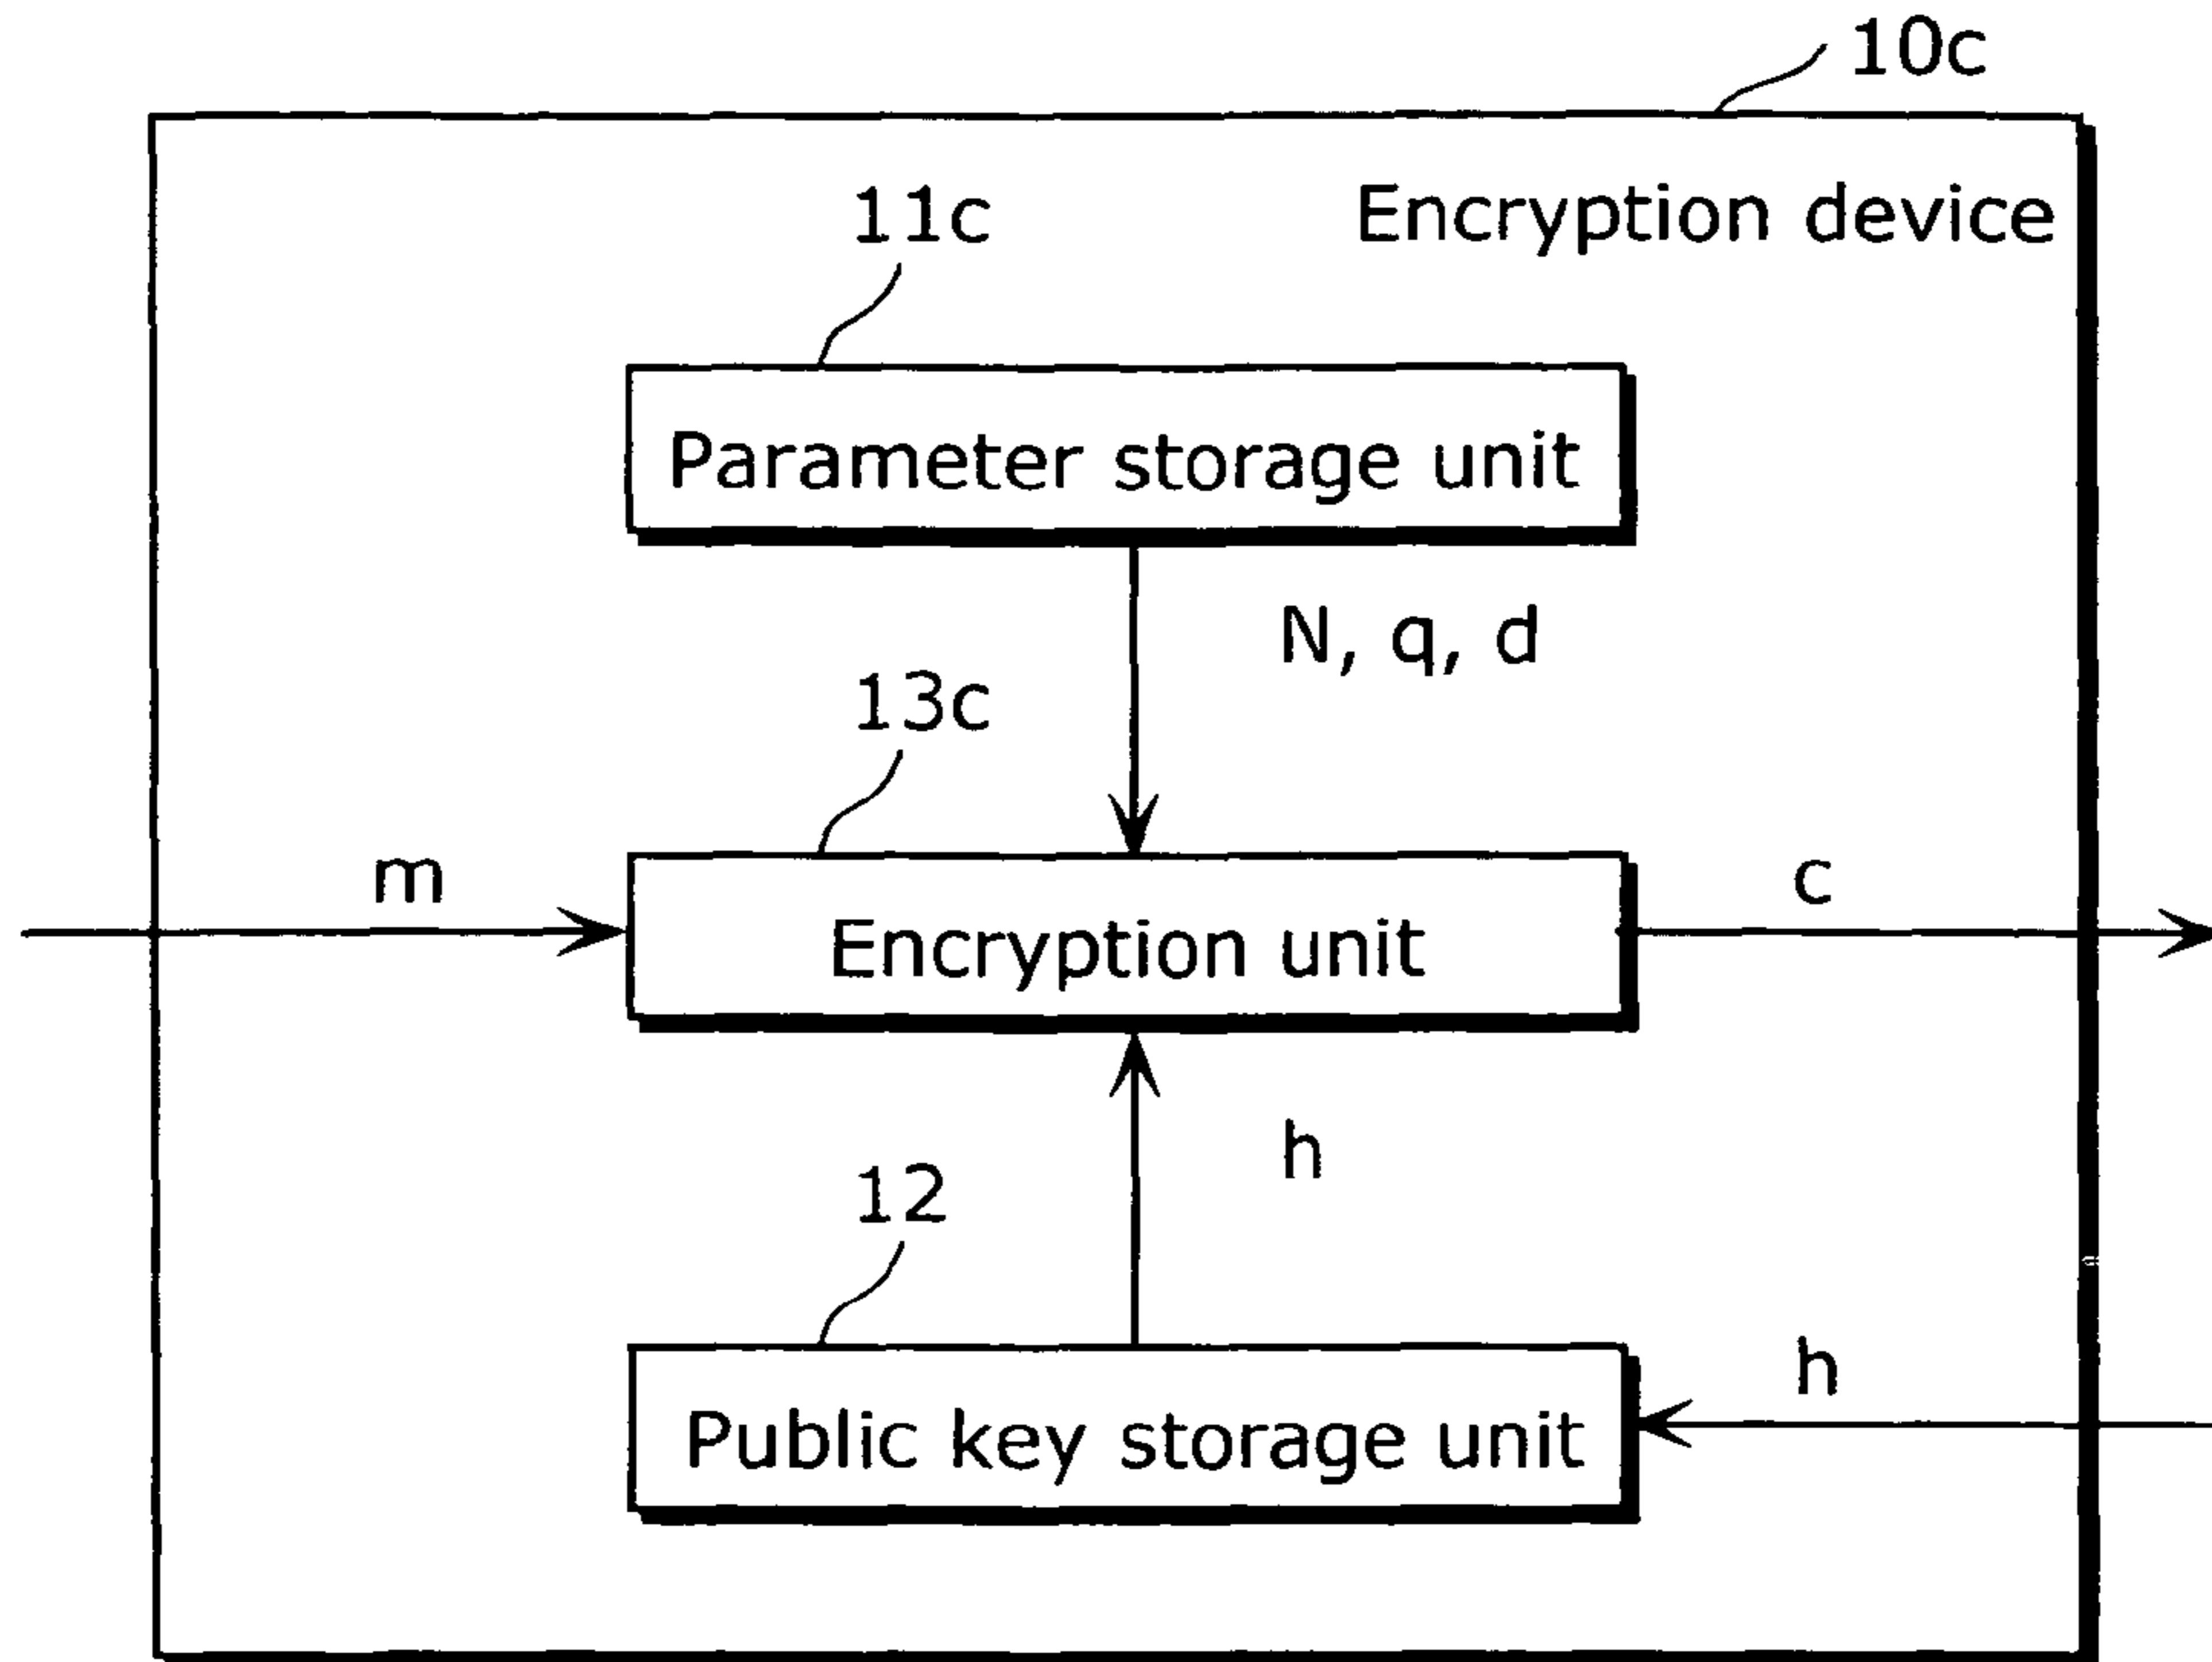 10c
Encryption device
11c
Parameter storage unit
N, q, d
13c
m
Encryption unit
c
h
12
h
Public key storage unit